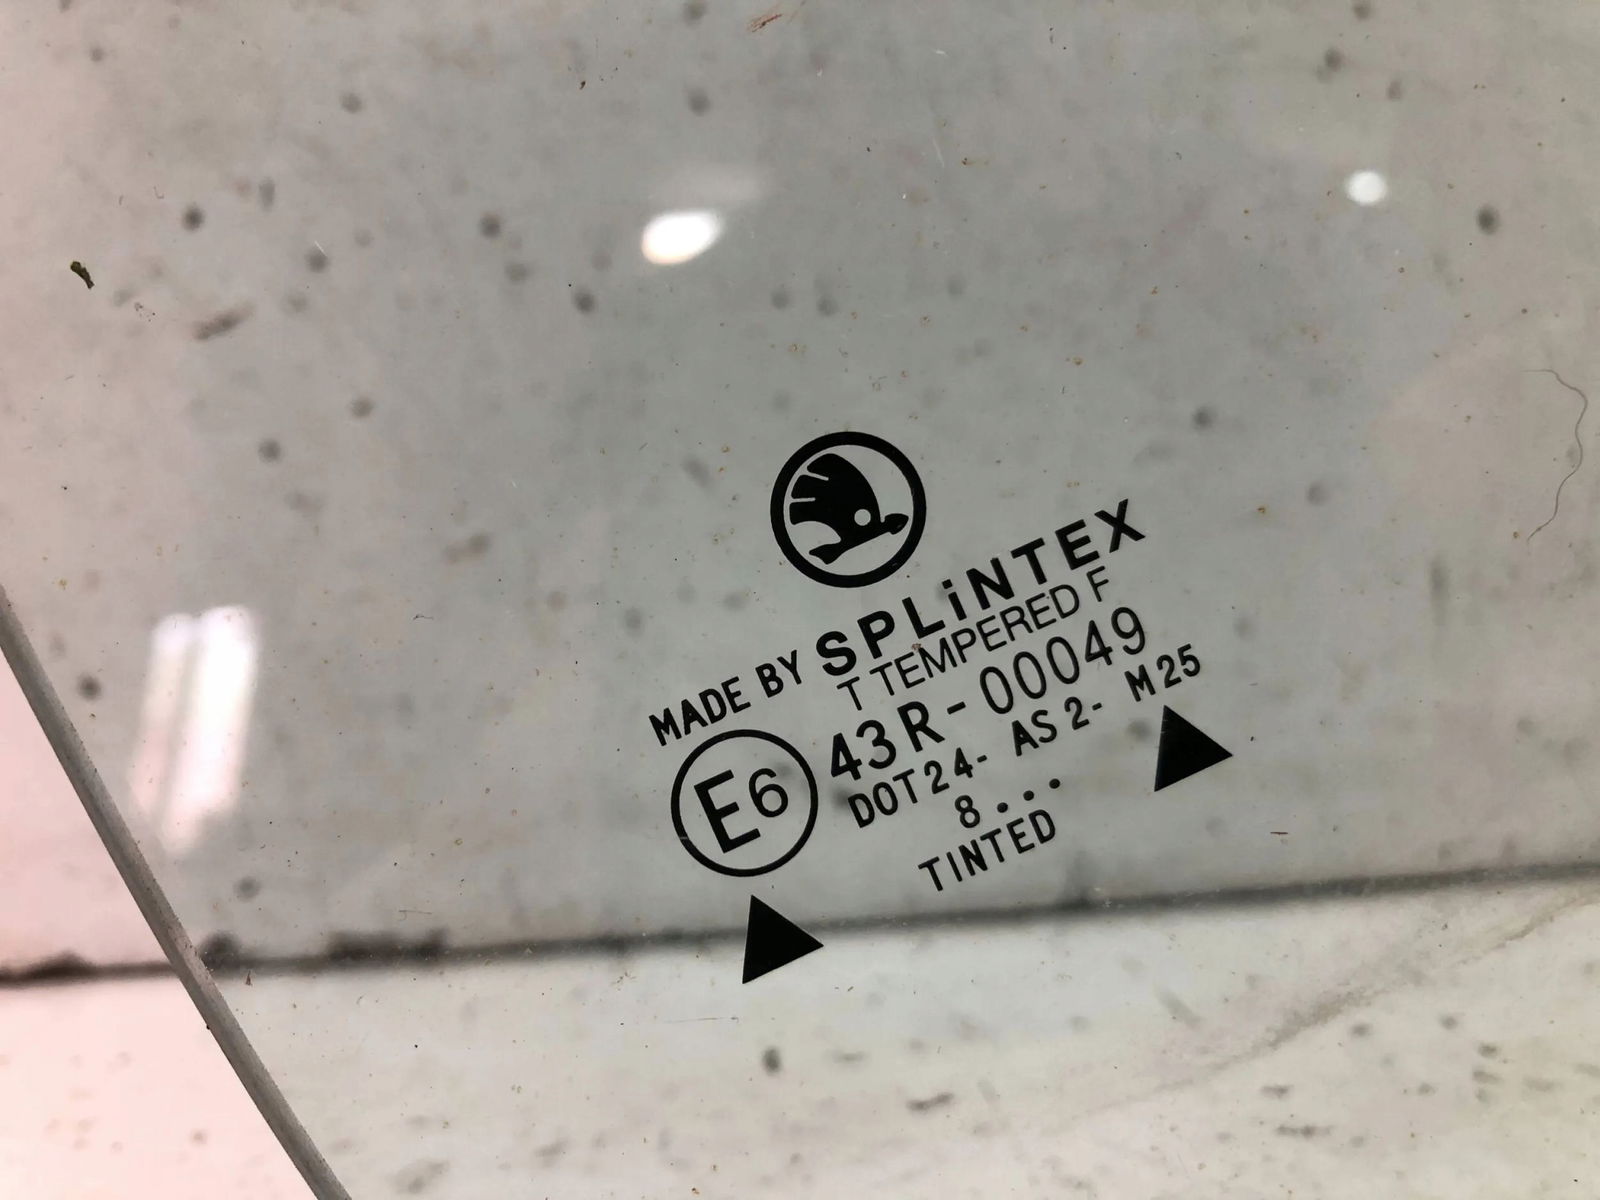 MADE BY SPLiNTEX
T TEMPERED F
E6 43R-00049
DOT24- AS2- M25
8...
TINTED